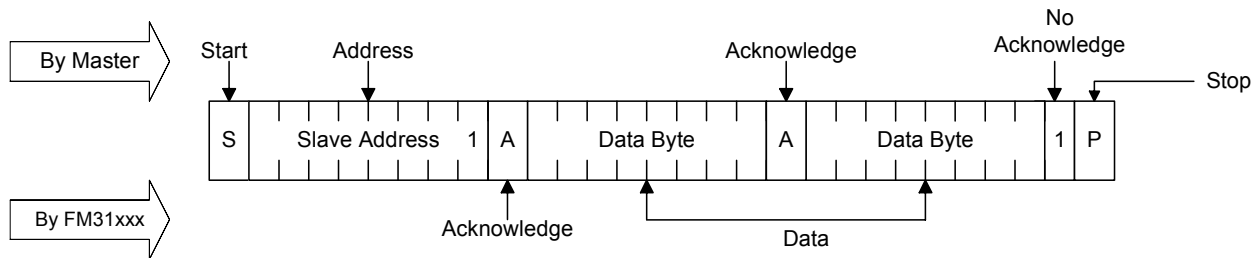 No
Acknowledge
By Master
Start
Address
Acknowledge
Stop
S
Slave Address 1
A
Data Byte
A
Data Byte
1
P
By FM31xxx
Acknowledge
Data